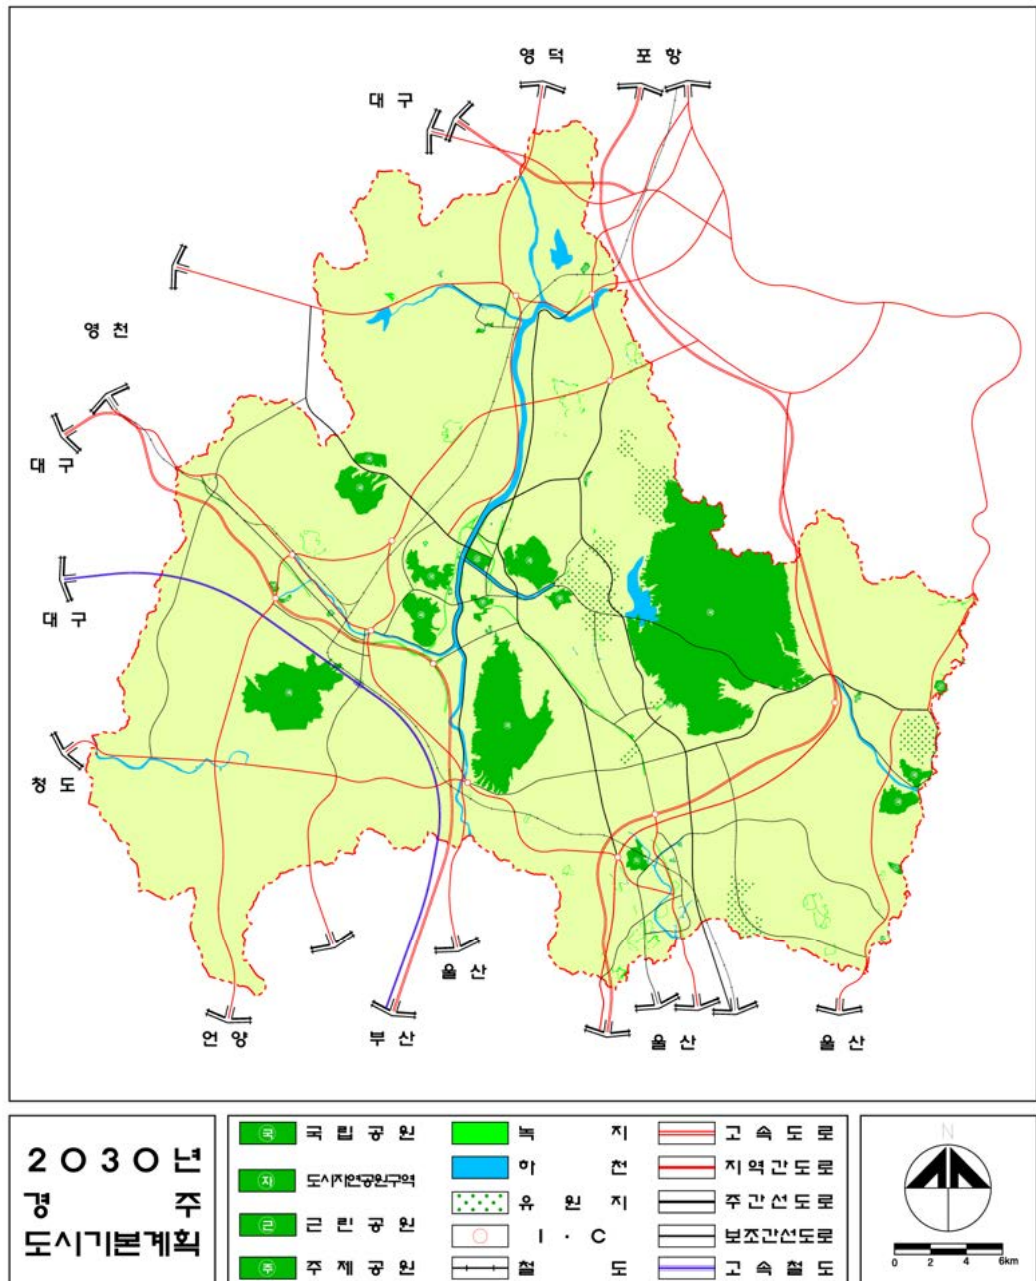 영덕
포항
대구
영천
대구
대구
청도
울산
언양
부산
울산
울산
2030년
경주
도시기본계획
국 국립공원
자 도시자연공원구역
근 근린공원
주 주제공원
녹지
하천
유원지
I·C
철도
고속도로
지역간도로
주간선도로
보조간선도로
고속철도
N
0 2 4 6km